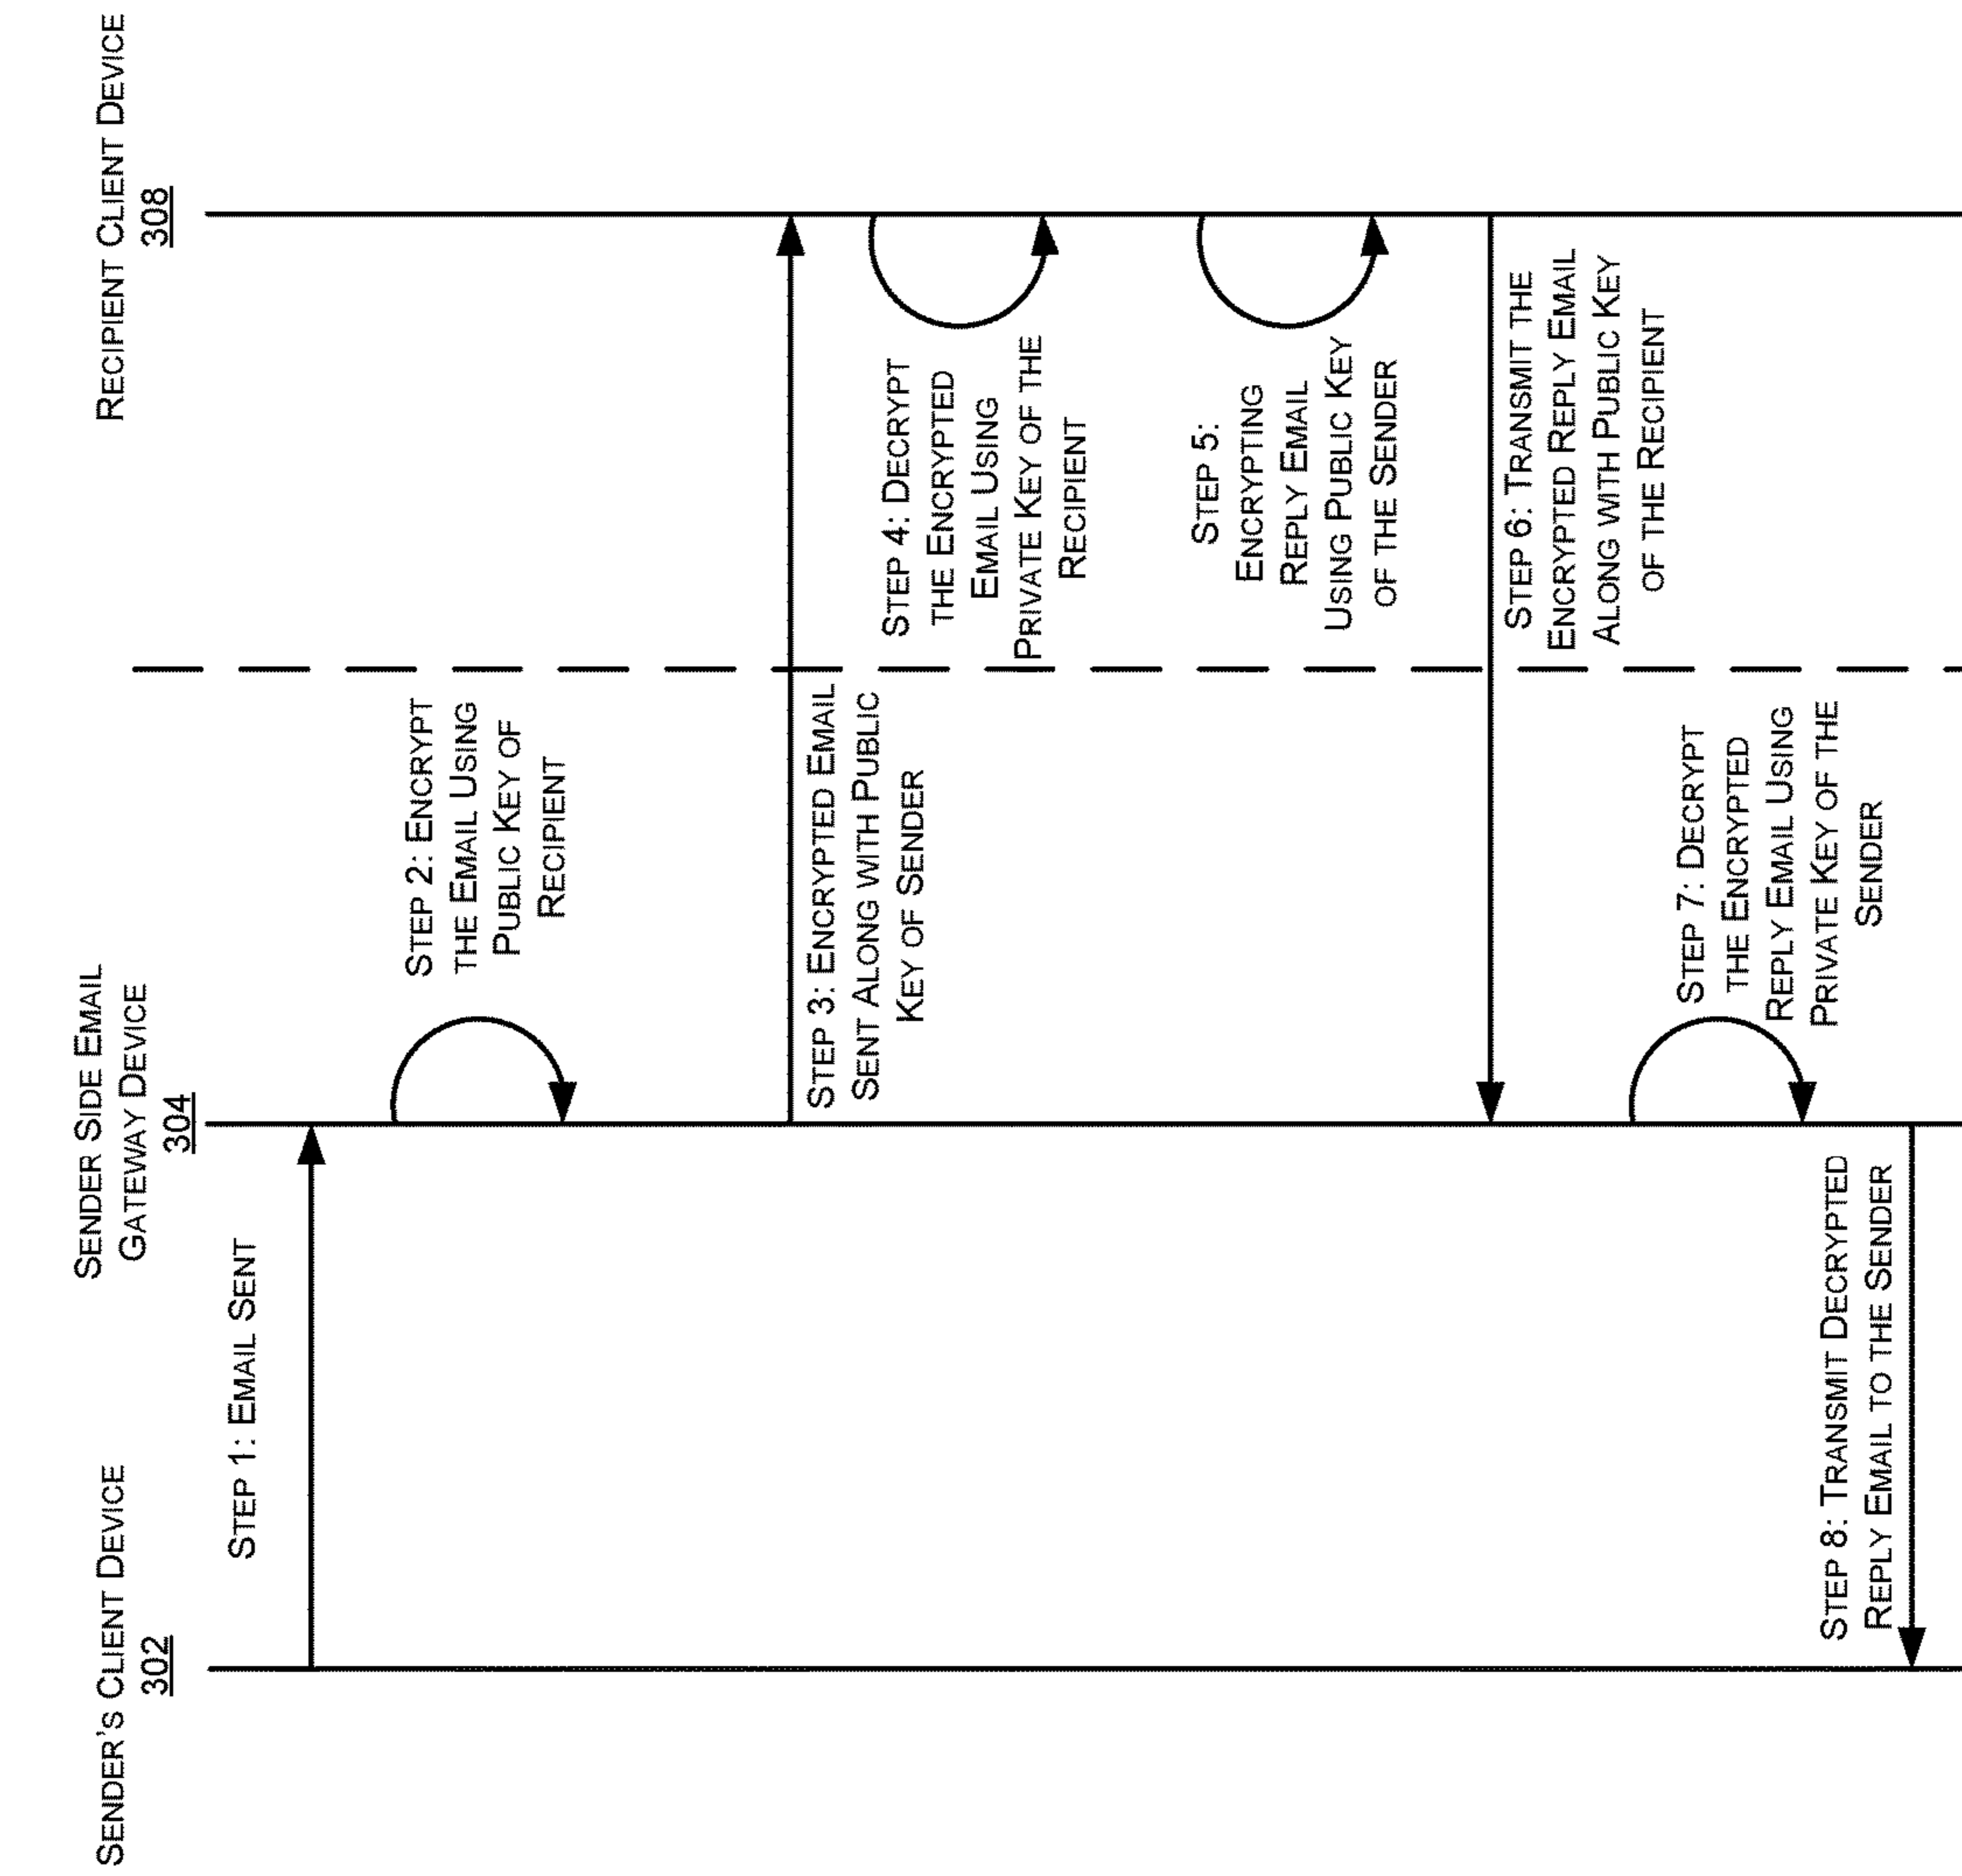 SENDER'S CLIENT DEVICE
302
SENDER SIDE EMAIL
GATEWAY DEVICE
304
RECIPIENT CLIENT DEVICE
308
STEP 1: EMAIL SENT
STEP 2: ENCRYPT
THE EMAIL USING
PUBLIC KEY OF
RECIPIENT
STEP 3: ENCRYPTED EMAIL
SENT ALONG WITH PUBLIC
KEY OF SENDER
STEP 4: DECRYPT
THE ENCRYPTED
EMAIL USING
PRIVATE KEY OF THE
RECIPIENT
STEP 5:
ENCRYPTING
REPLY EMAIL
USING PUBLIC KEY
OF THE SENDER
STEP 6: TRANSMIT THE
ENCRYPTED REPLY EMAIL
ALONG WITH PUBLIC KEY
OF THE RECIPIENT
STEP 7: DECRYPT
THE ENCRYPTED
REPLY EMAIL USING
PRIVATE KEY OF THE
SENDER
STEP 8: TRANSMIT DECRYPTED
REPLY EMAIL TO THE SENDER